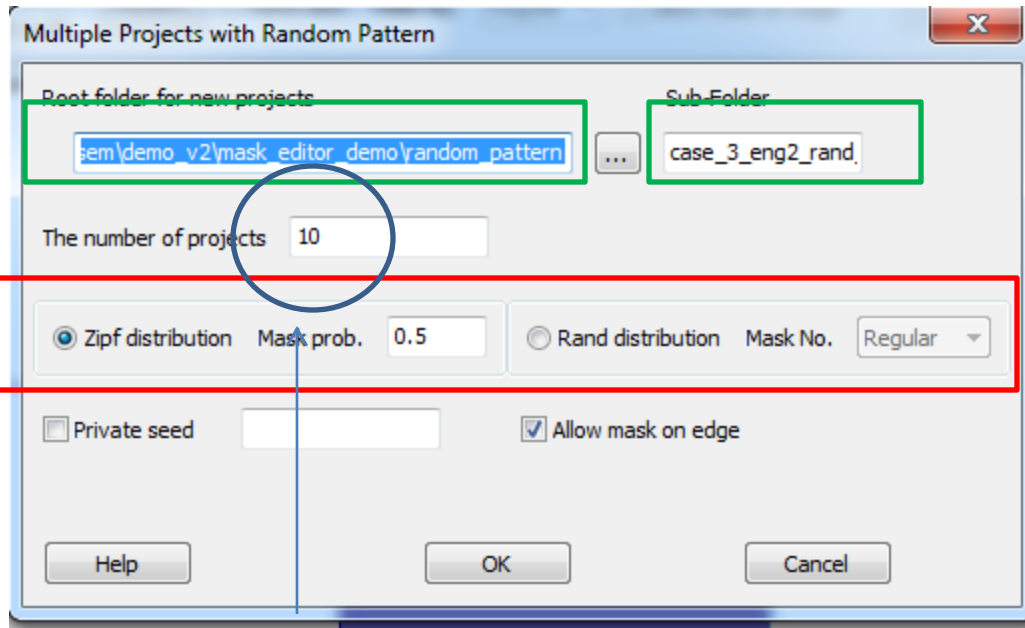 Multiple Projects with Random Pattern
Root folder for new projects Sub-Folder
sem\demo_v2\mask_editor_demo\random_pattern ... case_3_eng2_rand_
The number of projects 10
Zipf distribution Mask prob. 0.5 Rand distribution Mask No. Regular
Private seed Allow mask on edge
Help OK Cancel